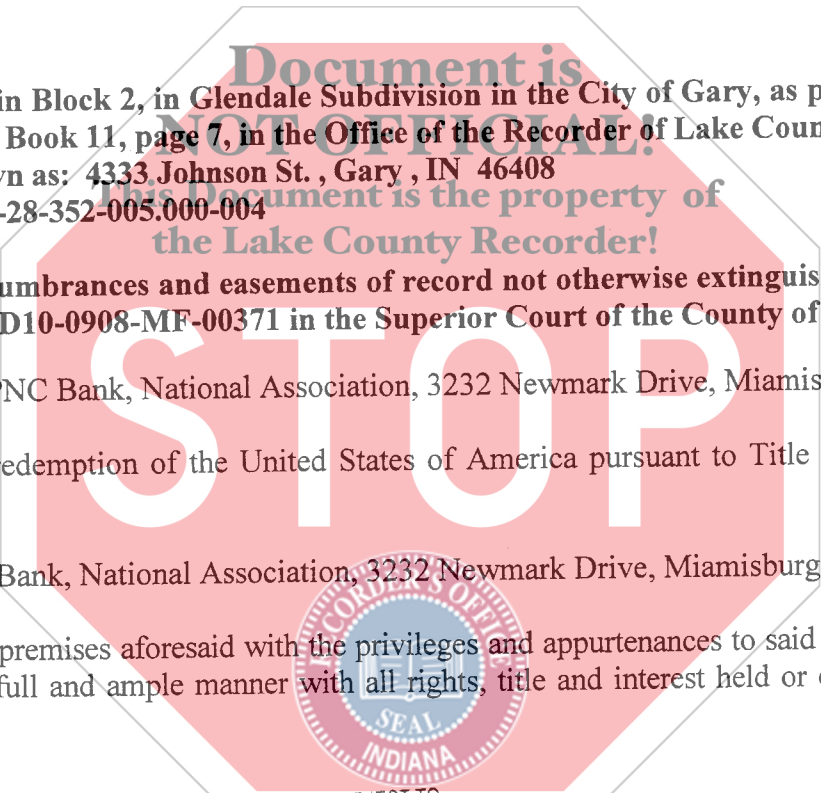 Document is
in Block 2, in Glendale Subdivision in the City of Gary, as p
NOT OFFICIAL!
Book 11, page 7, in the Office of the Recorder of Lake Coun
vn as: 4333 Johnson St. , Gary , IN 46408
This Document is the property of
-28-352-005.000-004
the Lake County Recorder!
umbrances and easements of record not otherwise extinguis
D10-0908-MF-00371 in the Superior Court of the County of
STOP
PNC Bank, National Association, 3232 Newmark Drive, Miamis
edemption of the United States of America pursuant to Title
Bank, National Association, 3232 Newmark Drive, Miamisburg
RECORDER'S OFFICE
premises aforesaid with the privileges and appurtenances to said
full and ample manner with all rights, title and interest held or
SEAL
INDIANA